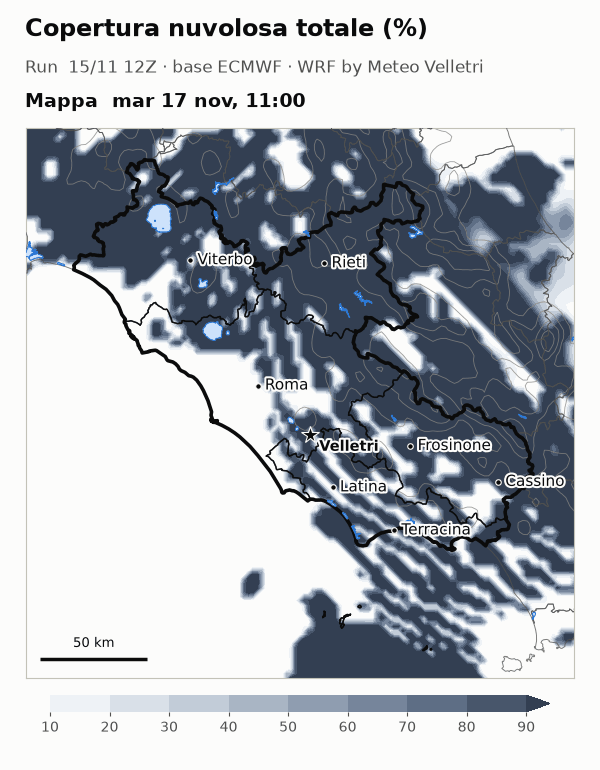 Copertura nuvolosa totale (%)
Run 15/11 12Z · base ECMWF · WRF by Meteo Velletri
Mappa mar 17 nov, 11:00
Viterbo
Rieti
Roma
Velletri
Frosinone
Latina
Cassino
Terracina
50 km
10 20 30 40 50 60 70 80 90